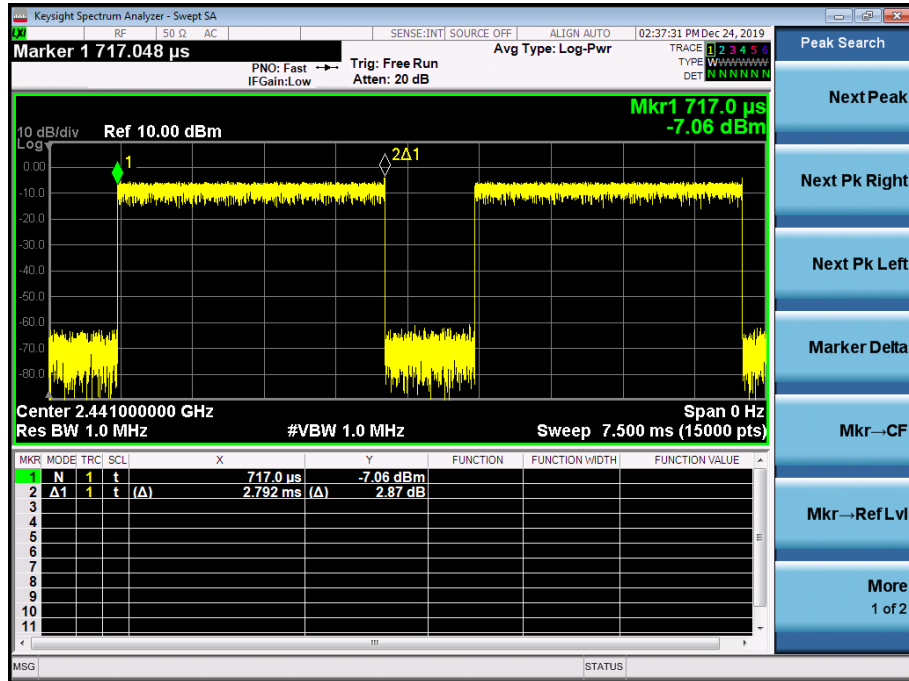 Keysight Spectrum Analyzer - Swept SA
LXI RF 50 Ω AC SENSE:INT SOURCE OFF ALIGN AUTO 02:37:31 PM Dec 24, 2019
Marker 1 717.048 μs
PNO: Fast
IFGain:Low
Trig: Free Run
Atten: 20 dB
Avg Type: Log-Pwr
TRACE 1 2 3 4 5 6
TYPE WWWWWWW
DET N N N N N N
Peak Search
Next Peak
Next Pk Right
Next Pk Left
Marker Delta
Mkr→CF
Mkr→Ref Lvl
More
1 of 2
Mkr1 717.0 μs
-7.06 dBm
10 dB/div Ref 10.00 dBm
Log
1
2Δ1
0.00
-10.0
-20.0
-30.0
-40.0
-50.0
-60.0
-70.0
-80.0
Center 2.441000000 GHz Span 0 Hz
Res BW 1.0 MHz #VBW 1.0 MHz Sweep 7.500 ms (15000 pts)
MKR MODE TRC SCL X Y FUNCTION FUNCTION WIDTH FUNCTION VALUE
1 N 1 t 717.0 μs -7.06 dBm
2 Δ1 1 t (Δ) 2.792 ms (Δ) 2.87 dB
3
4
5
6
7
8
9
10
11
MSG STATUS